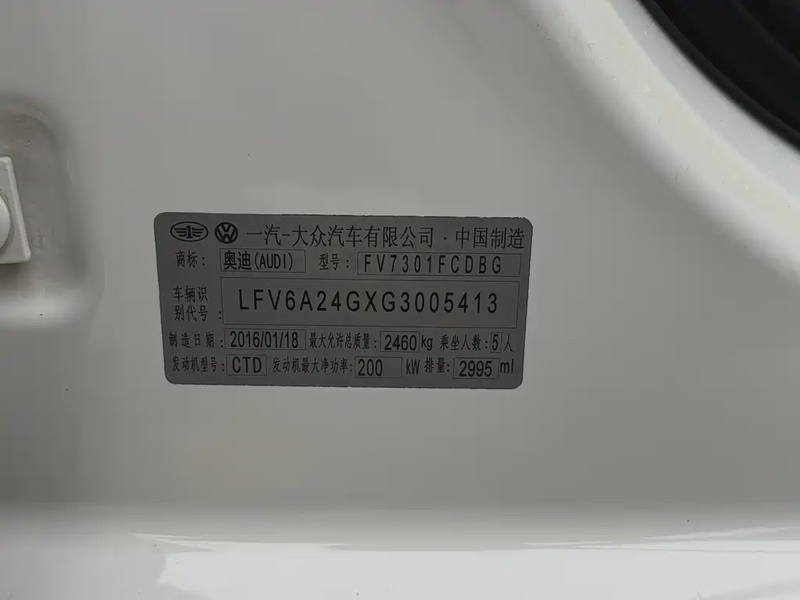 一汽-大众汽车有限公司·中国制造
商标: 奥迪(AUDI) 型号: FV7301FCDBG
车辆识别代号: LFV6A24GXG3005413
制造日期: 2016/01/18 最大允许总质量: 2460 kg 乘坐人数: 5 人
发动机型号: CTD 发动机最大净功率: 200 kW 排量: 2995 ml